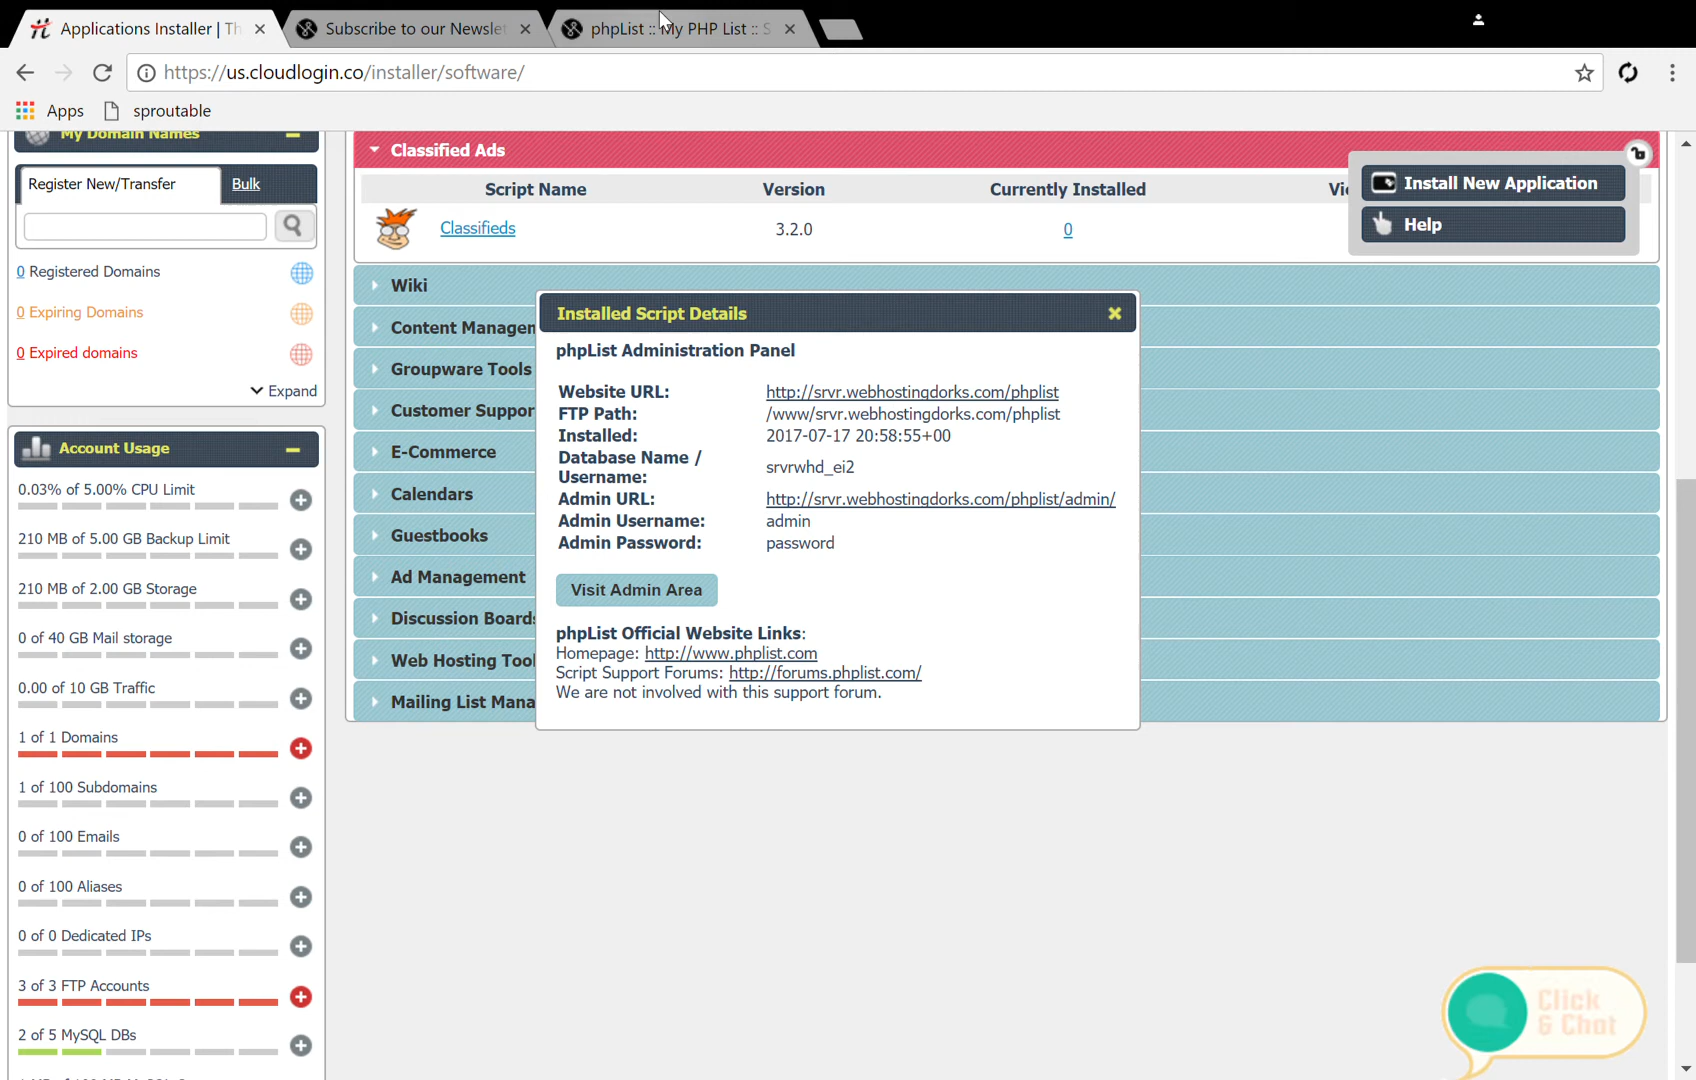 Applications Installer | Th
Subscribe to our Newslet
phpList :: My PHP List :: S
https://us.cloudlogin.co/installer/software/
Apps
sproutable
My Domain Names
Register New/Transfer
Bulk
0 Registered Domains
0 Expiring Domains
0 Expired domains
Expand
Account Usage
0.03% of 5.00% CPU Limit
210 MB of 5.00 GB Backup Limit
210 MB of 2.00 GB Storage
0 of 40 GB Mail storage
0.00 of 10 GB Traffic
1 of 1 Domains
1 of 100 Subdomains
0 of 100 Emails
0 of 100 Aliases
0 of 0 Dedicated IPs
3 of 3 FTP Accounts
2 of 5 MySQL DBs
Classified Ads
Script Name Version Currently Installed
Classifieds 3.2.0 0
Install New Application
Help
Wiki
Content Managem
Groupware Tools
Customer Suppor
E-Commerce
Calendars
Guestbooks
Ad Management
Discussion Boards
Web Hosting Tool
Mailing List Mana
Installed Script Details
phpList Administration Panel
Website URL: http://srvr.webhostingdorks.com/phplist
FTP Path: /www/srvr.webhostingdorks.com/phplist
Installed: 2017-07-17 20:58:55+00
Database Name /
Username: srvrwhd_ei2
Admin URL: http://srvr.webhostingdorks.com/phplist/admin/
Admin Username: admin
Admin Password: password
Visit Admin Area
phpList Official Website Links:
Homepage: http://www.phplist.com
Script Support Forums: http://forums.phplist.com/
We are not involved with this support forum.
Click
& Chat